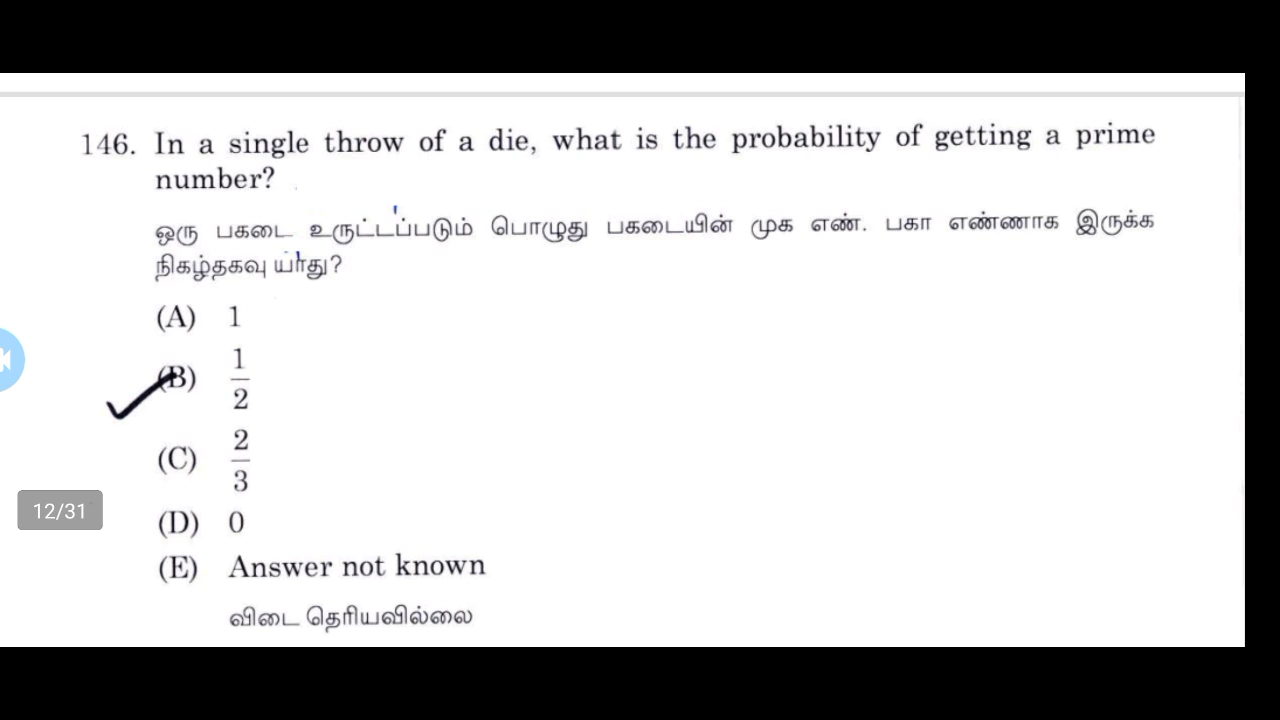 146. In a single throw of a die, what is the probability of getting a prime
number?
ஒரு பகடை உருட்டப்படும் பொழுது பகடையின் முக எண். பகா எண்ணாக இருக்க
நிகழ்தகவு யாது?
(A) 1
(B) 1/2
(C) 2/3
(D) 0
12/31
(E) Answer not known
விடை தெரியவில்லை